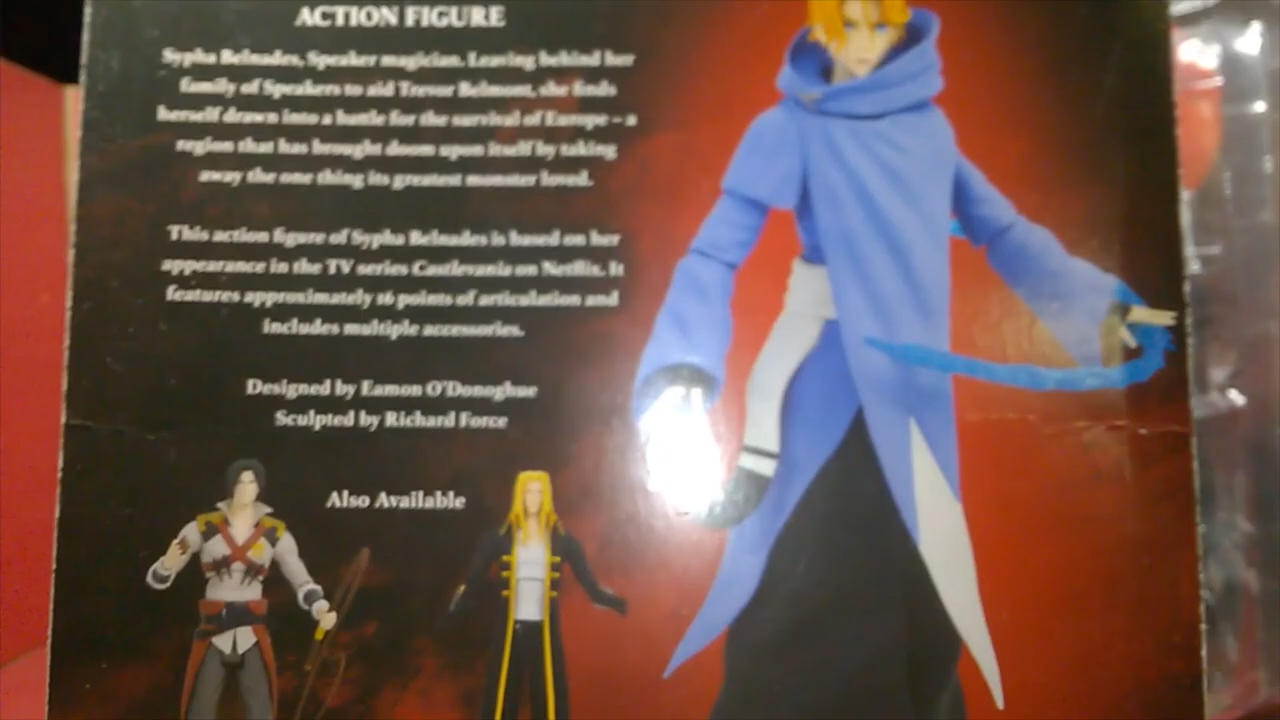 ACTION FIGURE
Sypha Belnades, Speaker magician. Leaving behind her
family of Speakers to aid Trevor Belmont, she finds
herself drawn into a battle for the survival of Europe – a
region that has brought doom upon itself by taking
away the one thing its greatest monster loved.
This action figure of Sypha Belnades is based on her
appearance in the TV series Castlevania on Netflix. It
features approximately 16 points of articulation and
includes multiple accessories.
Designed by Eamon O'Donoghue
Sculpted by Richard Force
Also Available